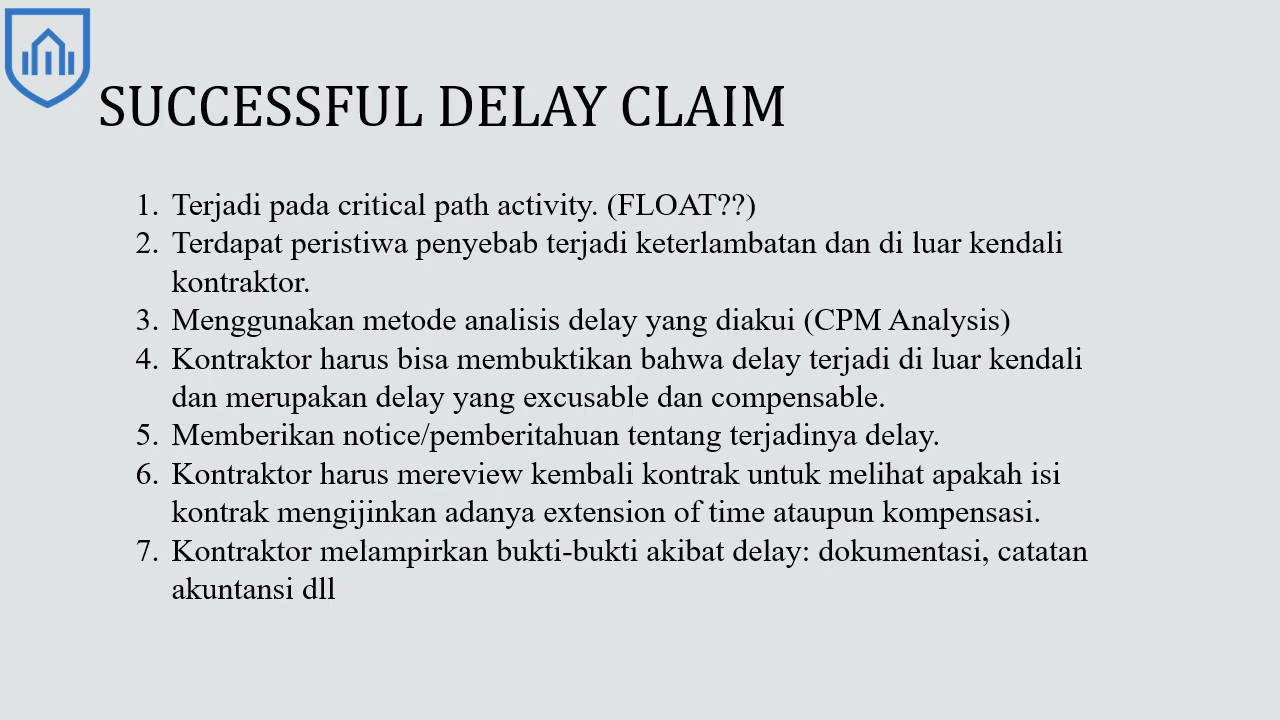 SUCCESSFUL DELAY CLAIM
1. Terjadi pada critical path activity. (FLOAT??)
2. Terdapat peristiwa penyebab terjadi keterlambatan dan di luar kendali
kontraktor.
3. Menggunakan metode analisis delay yang diakui (CPM Analysis)
4. Kontraktor harus bisa membuktikan bahwa delay terjadi di luar kendali
dan merupakan delay yang excusable dan compensable.
5. Memberikan notice/pemberitahuan tentang terjadinya delay.
6. Kontraktor harus mereview kembali kontrak untuk melihat apakah isi
kontrak mengijinkan adanya extension of time ataupun kompensasi.
7. Kontraktor melampirkan bukti-bukti akibat delay: dokumentasi, catatan
akuntansi dll